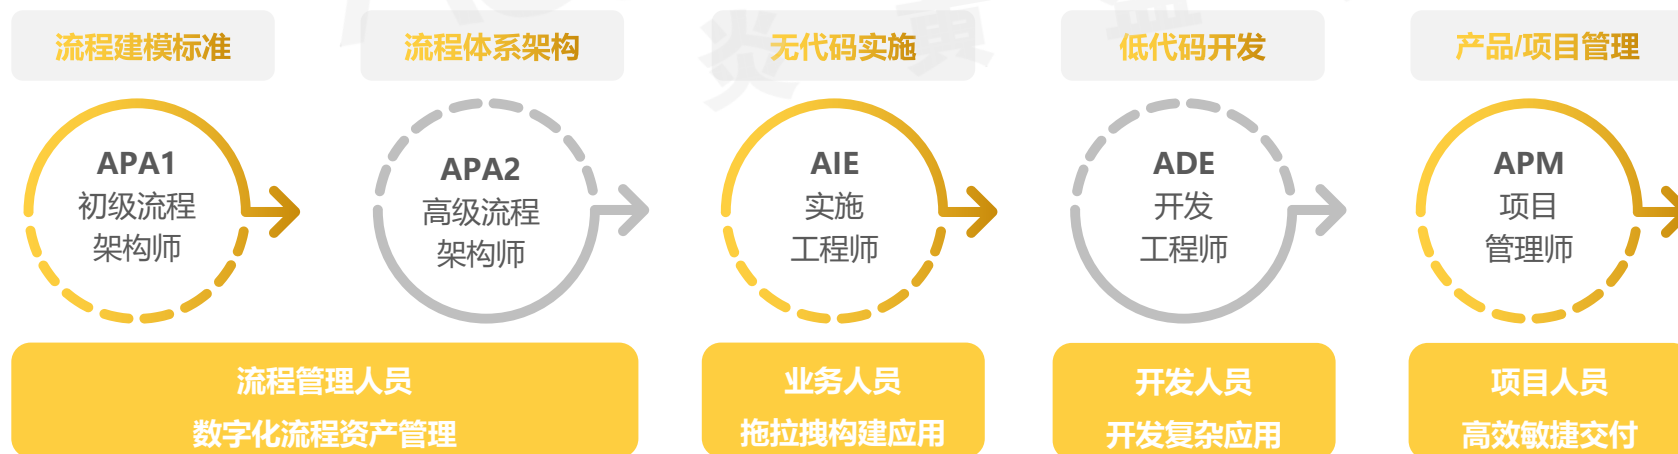 流程建模标准
流程体系架构
无代码实施
低代码开发
产品/项目管理
APA1
初级流程
架构师
APA2
高级流程
架构师
AIE
实施
工程师
ADE
开发
工程师
APM
项目
管理师
流程管理人员
数字化流程资产管理
业务人员
拖拉拽构建应用
开发人员
开发复杂应用
项目人员
高效敏捷交付